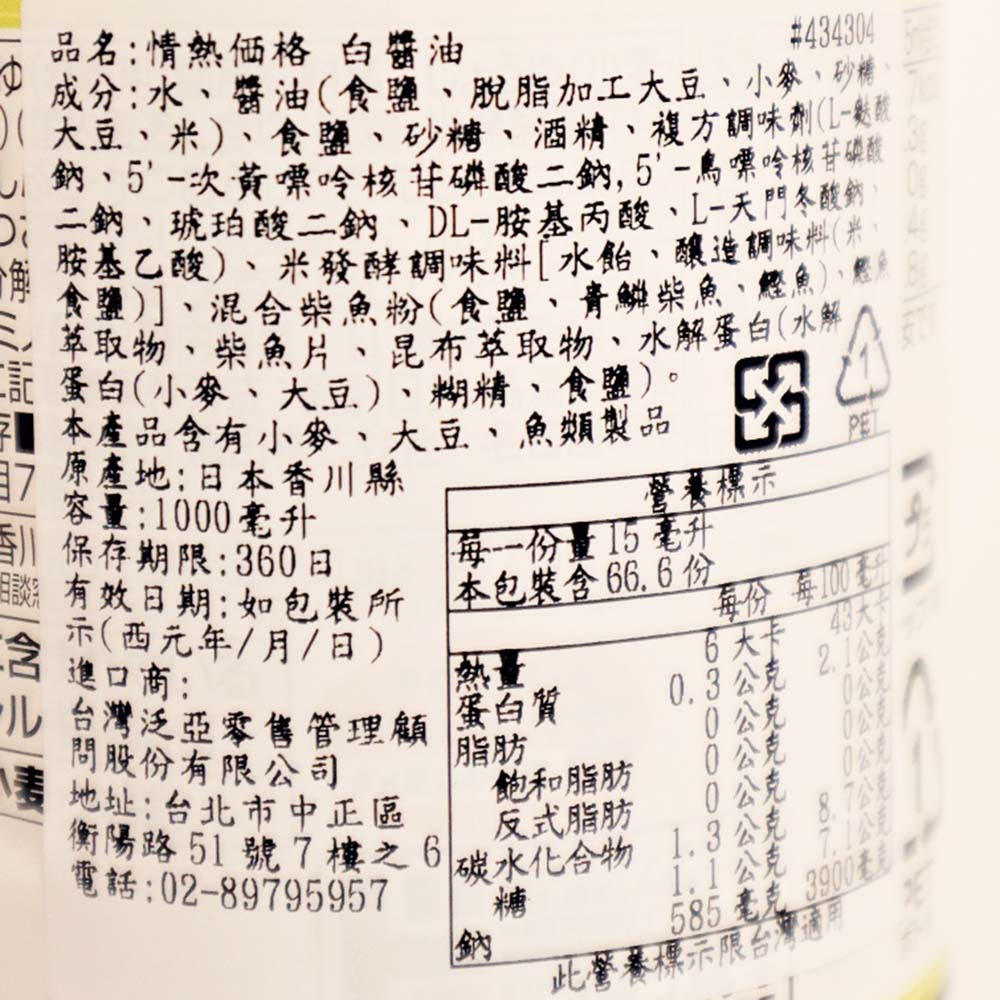 品名:情熱価格 白醬油
#434304
成分:水、醬油(食鹽、脫脂加工大豆、小麥、砂糖、
大豆、米)、食鹽、砂糖、酒精、複方調味劑(L-麩酸
鈉、5'-次黃嘌呤核苷磷酸二鈉,5'-鳥嘌呤核苷磷酸
二鈉、琥珀酸二鈉、DL-胺基丙酸、L-天門冬酸鈉、
胺基乙酸)、米發酵調味料[水飴、釀造調味料(米、
食鹽)]、混合柴魚粉(食鹽、青鱗柴魚、鰹魚)、鰹魚
萃取物、柴魚片、昆布萃取物、水解蛋白(水解
蛋白(小麥、大豆)、糊精、食鹽)。
本產品含有小麥、大豆、魚類製品
1
PET
原產地:日本香川縣
容量:1000毫升
保存期限:360日
有效日期:如包裝所
示(西元年/月/日)
進口商:
台灣泛亞零售管理顧
問股份有限公司
地址:台北市中正區
衡陽路51號7樓之6
電話:02-89795957
營養標示
每一份量 15 毫升
本包裝含 66.6 份
每份 每100毫升
熱量 6 大卡 43大卡
蛋白質 0.3 公克 2.1公克
脂肪 0 公克 0公克
飽和脂肪 0 公克 0公克
反式脂肪 0 公克 0公克
碳水化合物 1.3 公克 8.7公克
糖 1.1 公克 7.1公克
鈉 585 毫克 3900毫克
此營養標示限台灣適用